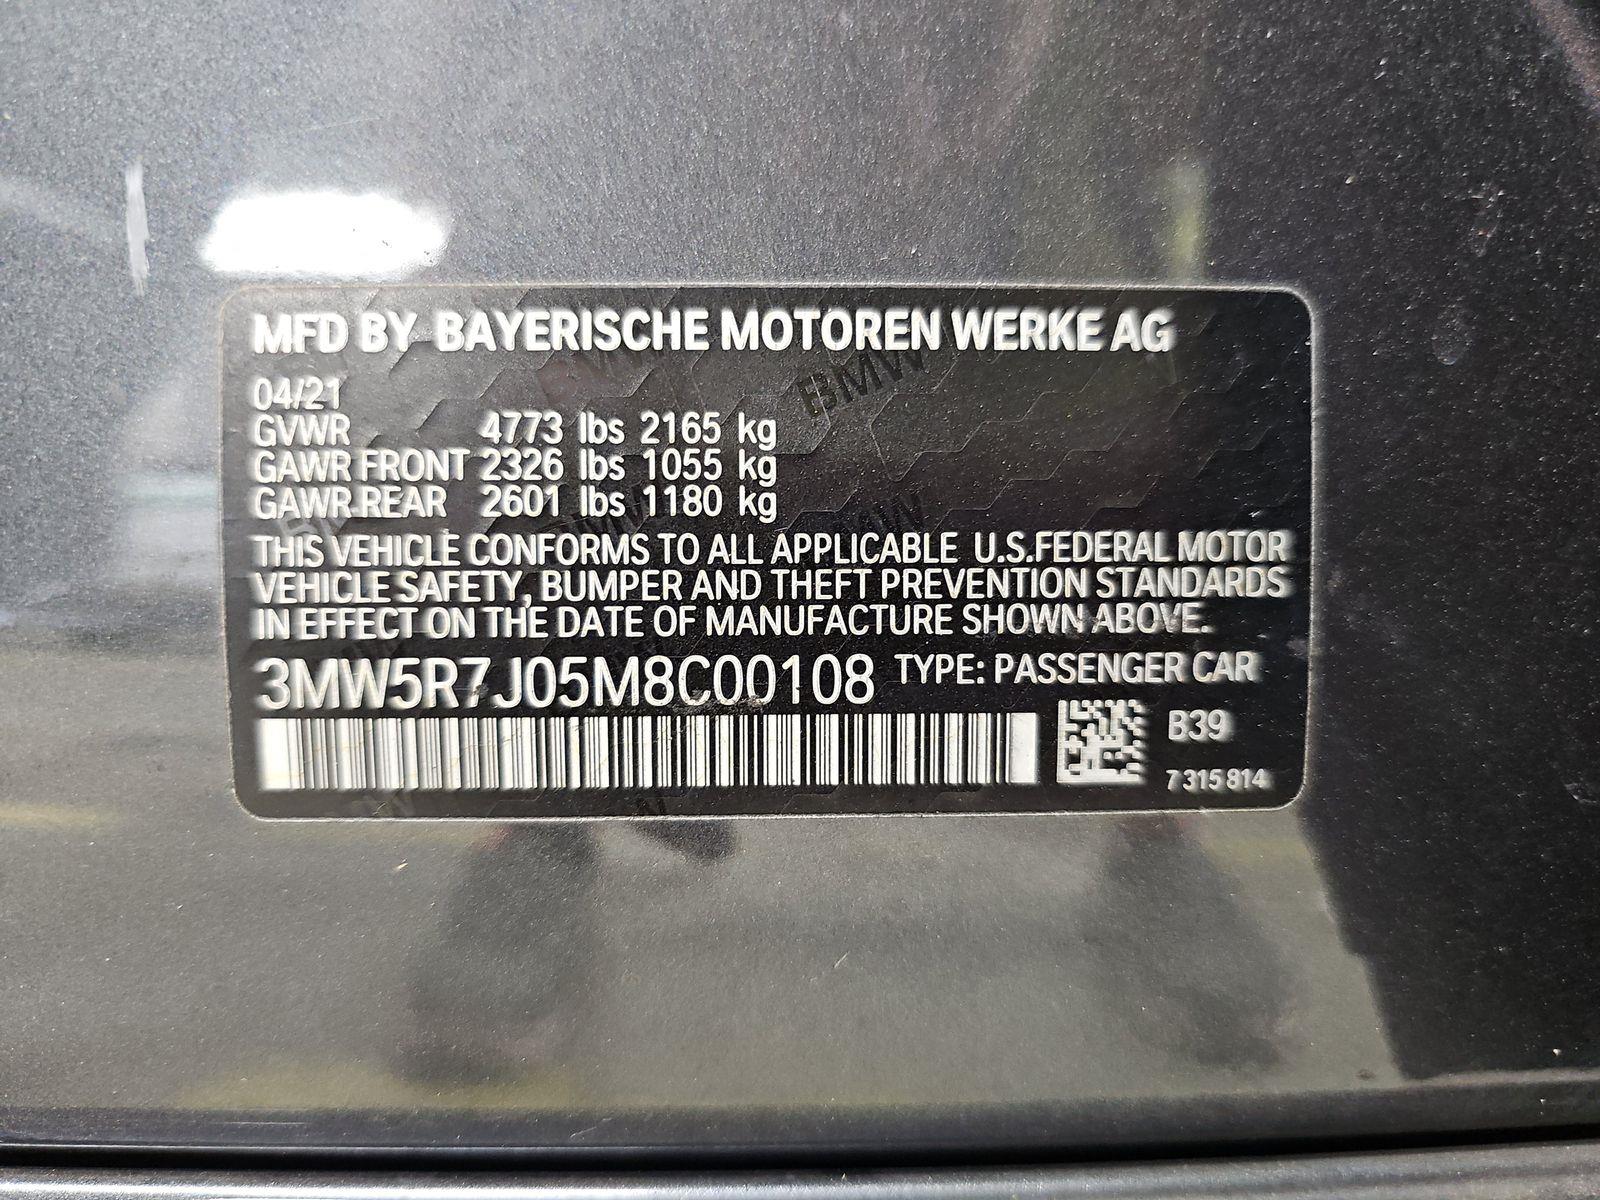 MFD BY BAYERISCHE MOTOREN WERKE AG
04/21
GVWR 4773 lbs 2165 kg
GAWR FRONT 2326 lbs 1055 kg
GAWR REAR 2601 lbs 1180 kg
THIS VEHICLE CONFORMS TO ALL APPLICABLE U.S.FEDERAL MOTOR
VEHICLE SAFETY, BUMPER AND THEFT PREVENTION STANDARDS
IN EFFECT ON THE DATE OF MANUFACTURE SHOWN ABOVE.
3MW5R7J05M8C00108 TYPE: PASSENGER CAR
B39
7 315 814
BMW